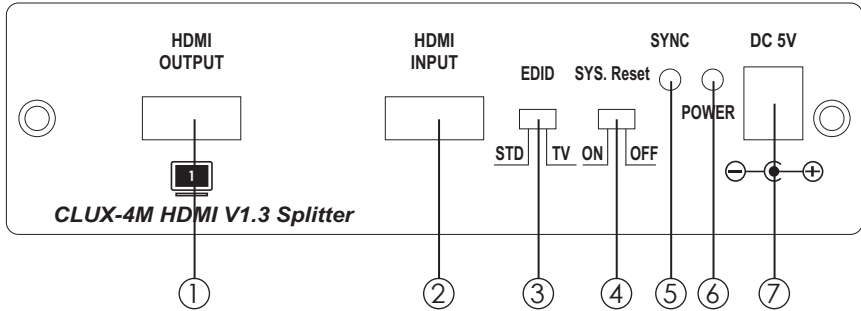 HDMI
OUTPUT
HDMI
INPUT
EDID
SYS. Reset
SYNC
DC 5V
POWER
STD
TV
ON
OFF
1
CLUX-4M HDMI V1.3 Splitter
1
2
3
4
5
6
7